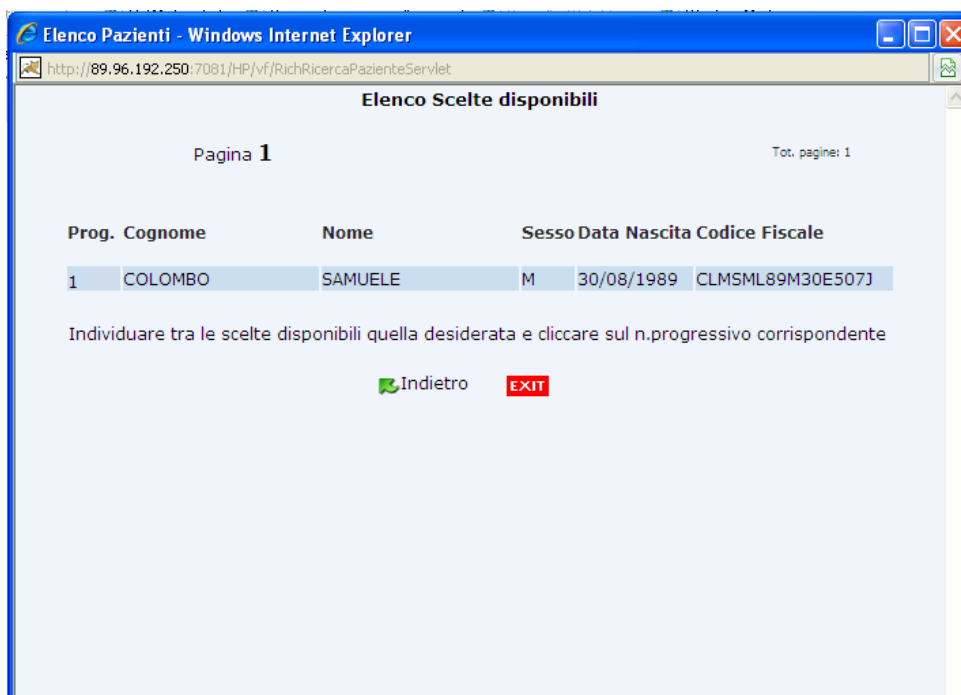 Elenco Pazienti - Windows Internet Explorer
http://89.96.192.250:7081/HP/vf/RichRicercaPazienteServlet
Elenco Scelte disponibili
Pagina 1 Tot. pagine: 1
Prog. Cognome Nome Sesso Data Nascita Codice Fiscale
1 COLOMBO SAMUELE M 30/08/1989 CLMSML89M30E507J
Individuare tra le scelte disponibili quella desiderata e cliccare sul n.progressivo corrispondente
Indietro EXIT